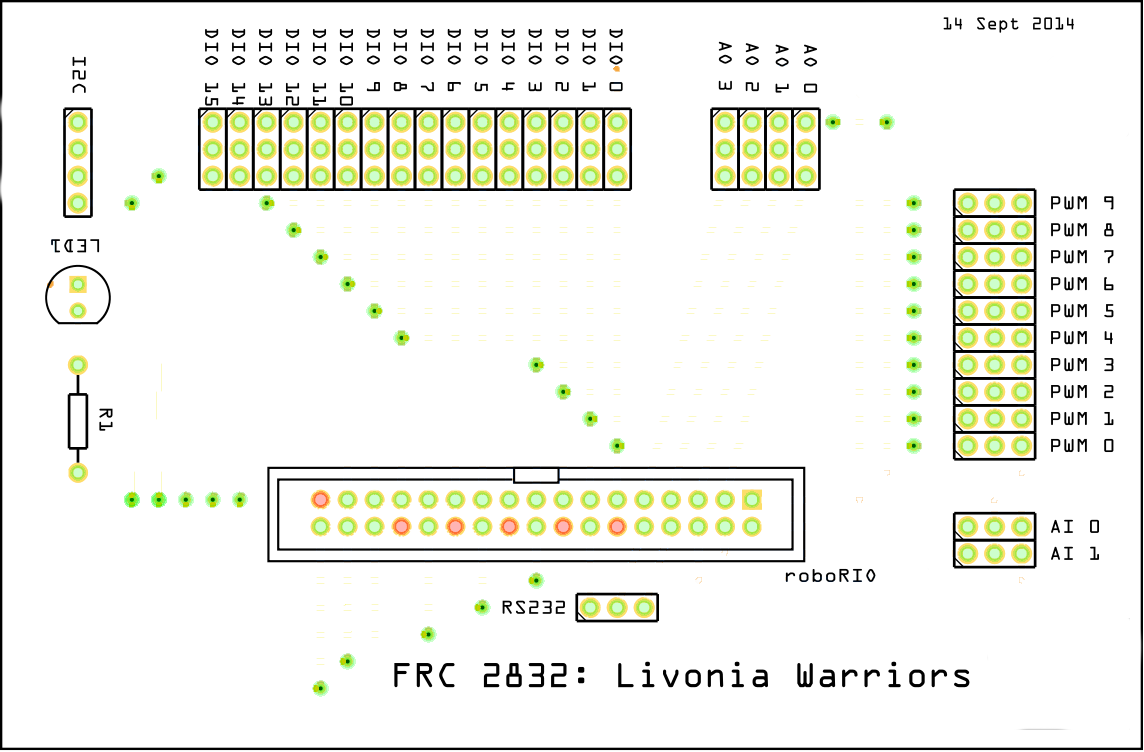 14 Sept 2014
I2C
DIO 15
DIO 14
DIO 13
DIO 12
DIO 11
DIO 10
DIO 9
DIO 8
DIO 7
DIO 6
DIO 5
DIO 4
DIO 3
DIO 2
DIO 1
DIO 0
AO 3
AO 2
AO 1
AO 0
PWM 9
PWM 8
PWM 7
PWM 6
PWM 5
PWM 4
PWM 3
PWM 2
PWM 1
PWM 0
LED1
R1
AI 0
AI 1
roboRIO
RS232
FRC 2832: Livonia Warriors